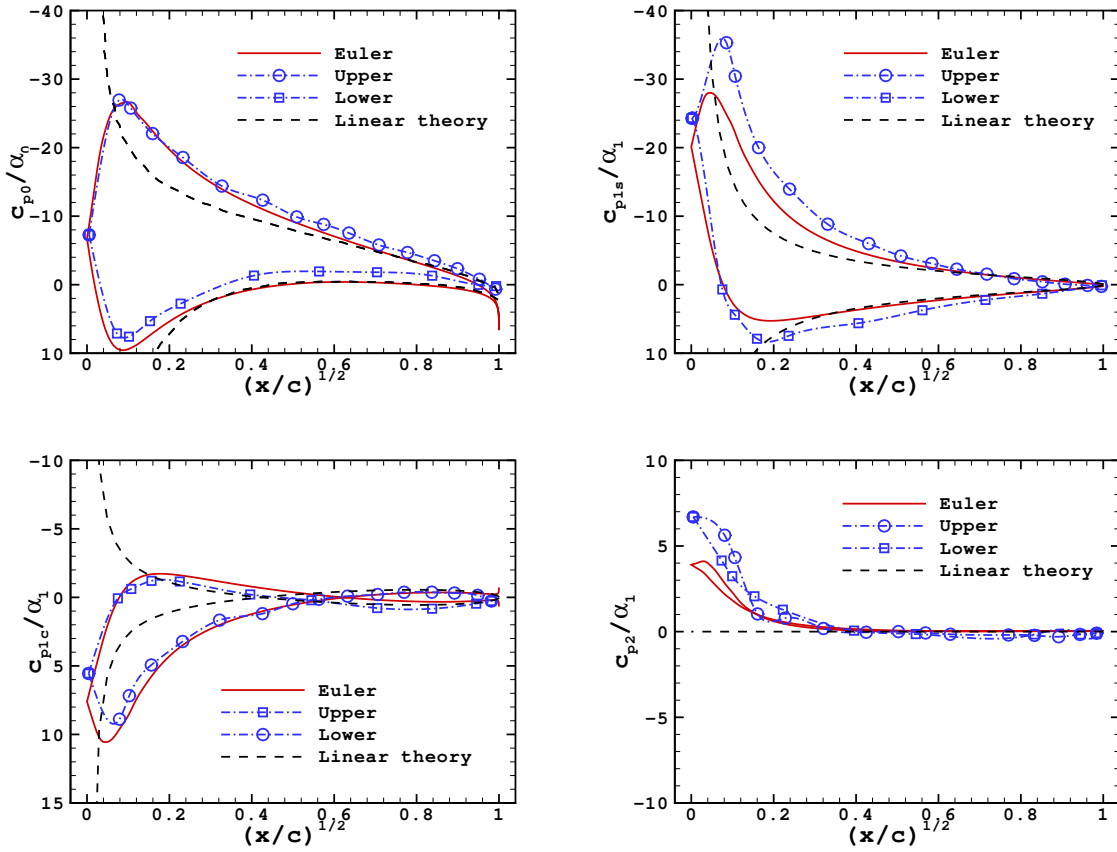 -40
-30
-20
-10
0
10
0 0.2 0.4 0.6 0.8 1
c_p0/α_0
(x/c)^1/2
Euler
Upper
Lower
Linear theory
-40
-30
-20
-10
0
10
0 0.2 0.4 0.6 0.8 1
c_p1s/α_1
(x/c)^1/2
Euler
Upper
Lower
Linear theory
-10
-5
0
5
10
15
0 0.2 0.4 0.6 0.8 1
c_p1c/α_1
(x/c)^1/2
Euler
Upper
Lower
Linear theory
10
5
0
-5
-10
0 0.2 0.4 0.6 0.8 1
c_p2/α_1
(x/c)^1/2
Euler
Upper
Lower
Linear theory